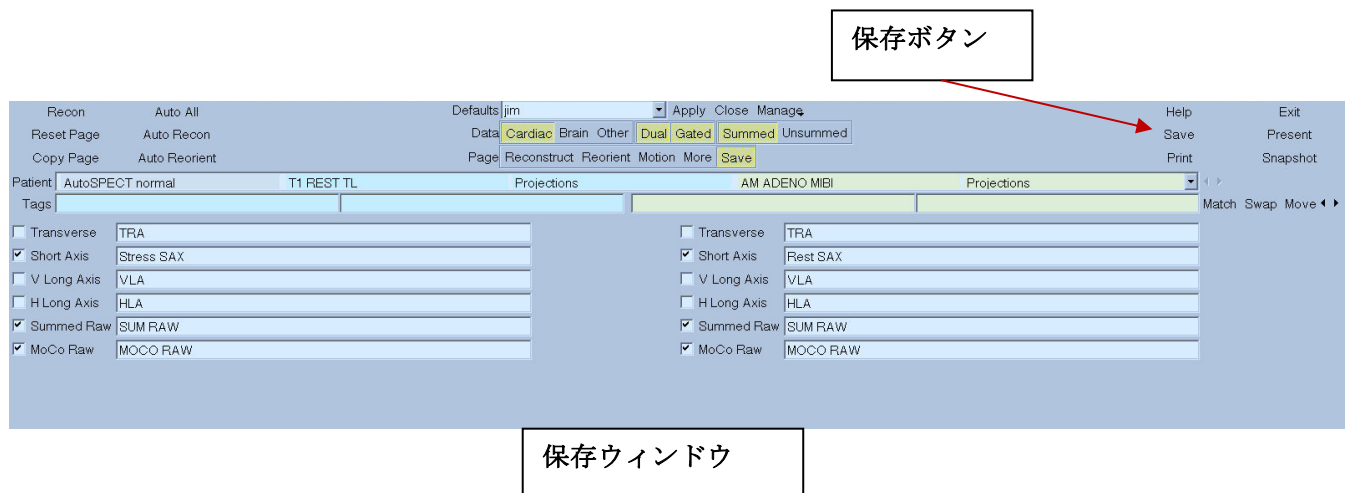 保存ボタン
Recon Auto All Defaults jim Apply Close Manage Help Exit
Reset Page Auto Recon Data Cardiac Brain Other Dual Gated Summed Unsummed Save Present
Copy Page Auto Reorient Page Reconstruct Reorient Motion More Save Print Snapshot
Patient AutoSPECT normal T1 REST TL Projections AM ADENO MIBI Projections
Tags Match Swap Move
Transverse TRA Transverse TRA
Short Axis Stress SAX Short Axis Rest SAX
V Long Axis VLA V Long Axis VLA
H Long Axis HLA H Long Axis HLA
Summed Raw SUM RAW Summed Raw SUM RAW
MoCo Raw MOCO RAW MoCo Raw MOCO RAW
保存ウィンドウ